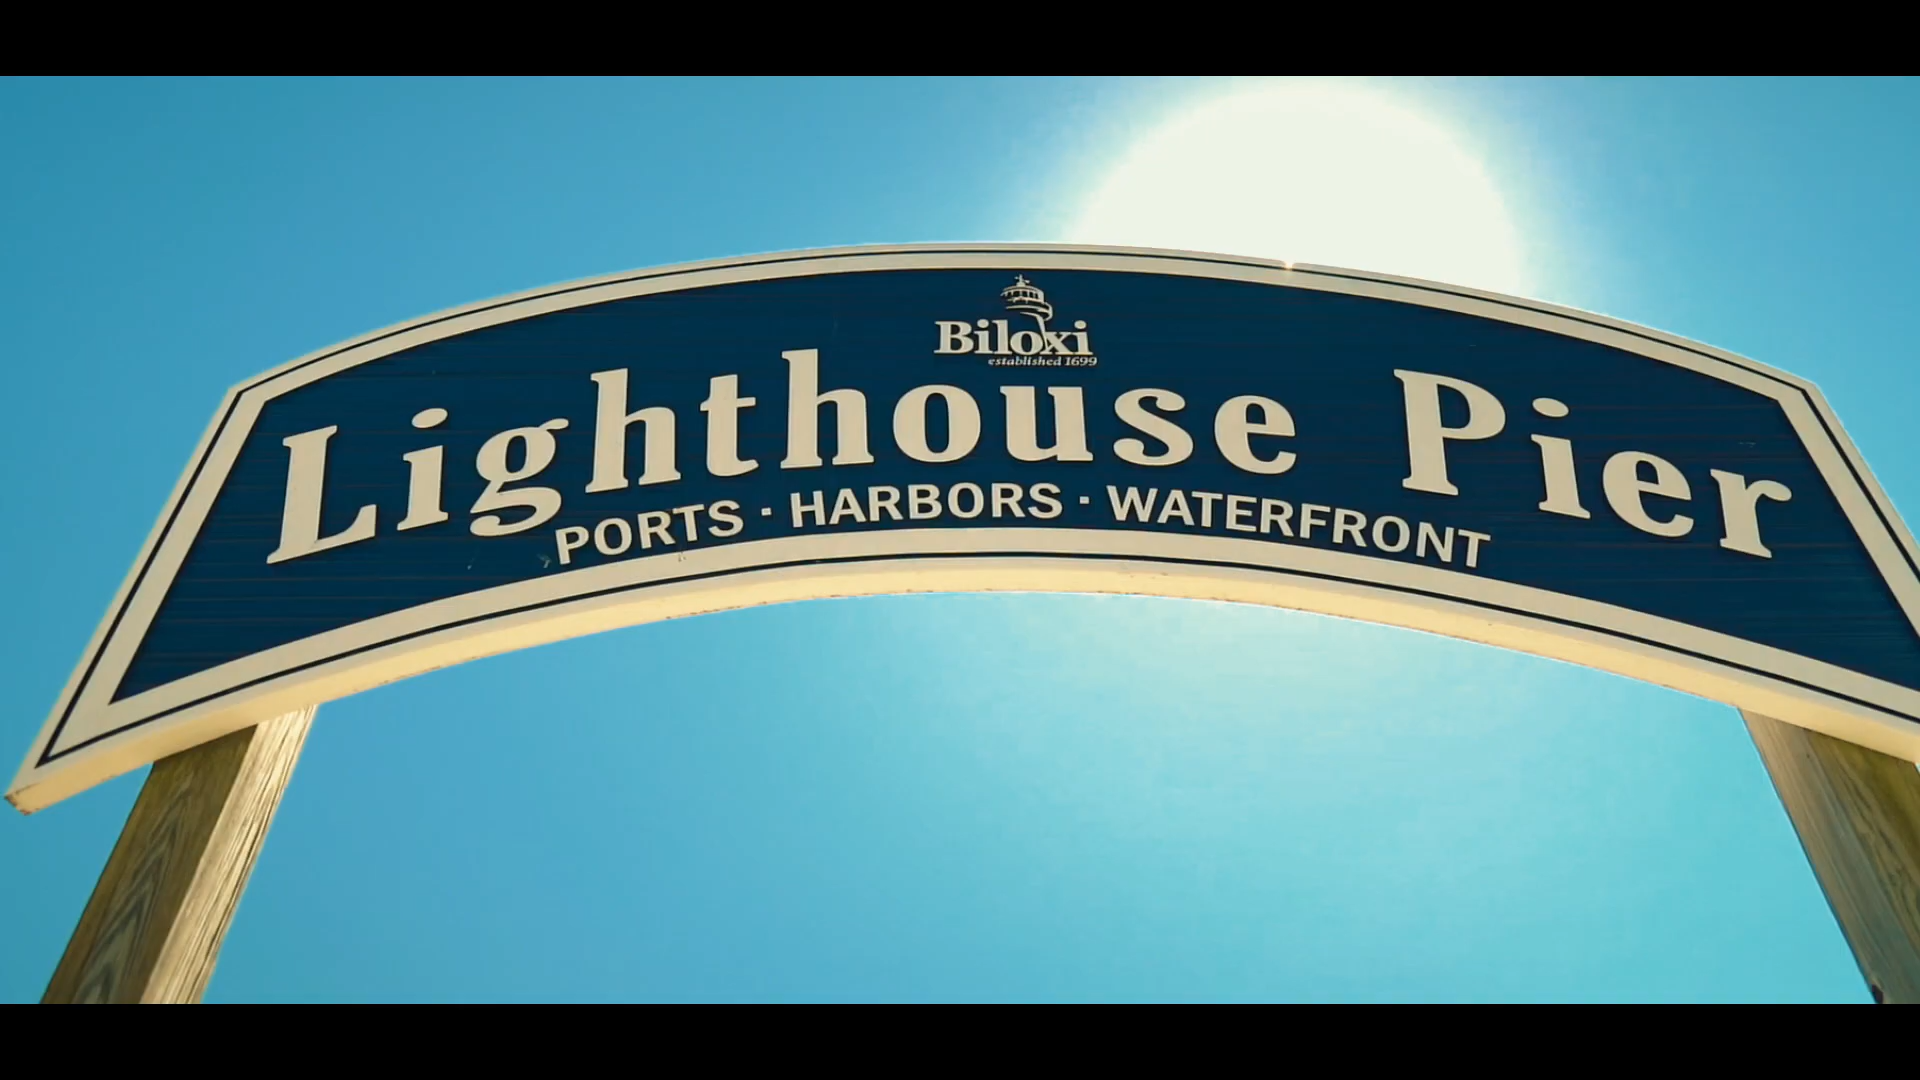 Biloxi
established 1699
Lighthouse Pier
PORTS · HARBORS · WATERFRONT